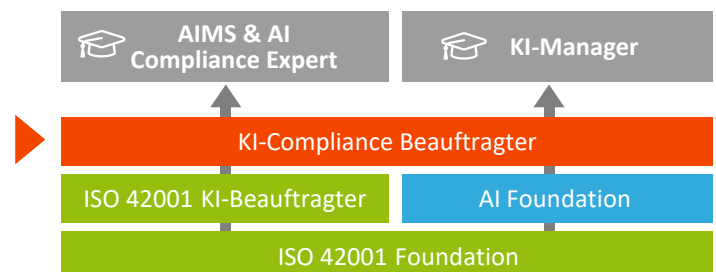 AIMS & AI
Compliance Expert
KI-Manager
KI-Compliance Beauftragter
ISO 42001 KI-Beauftragter
AI Foundation
ISO 42001 Foundation